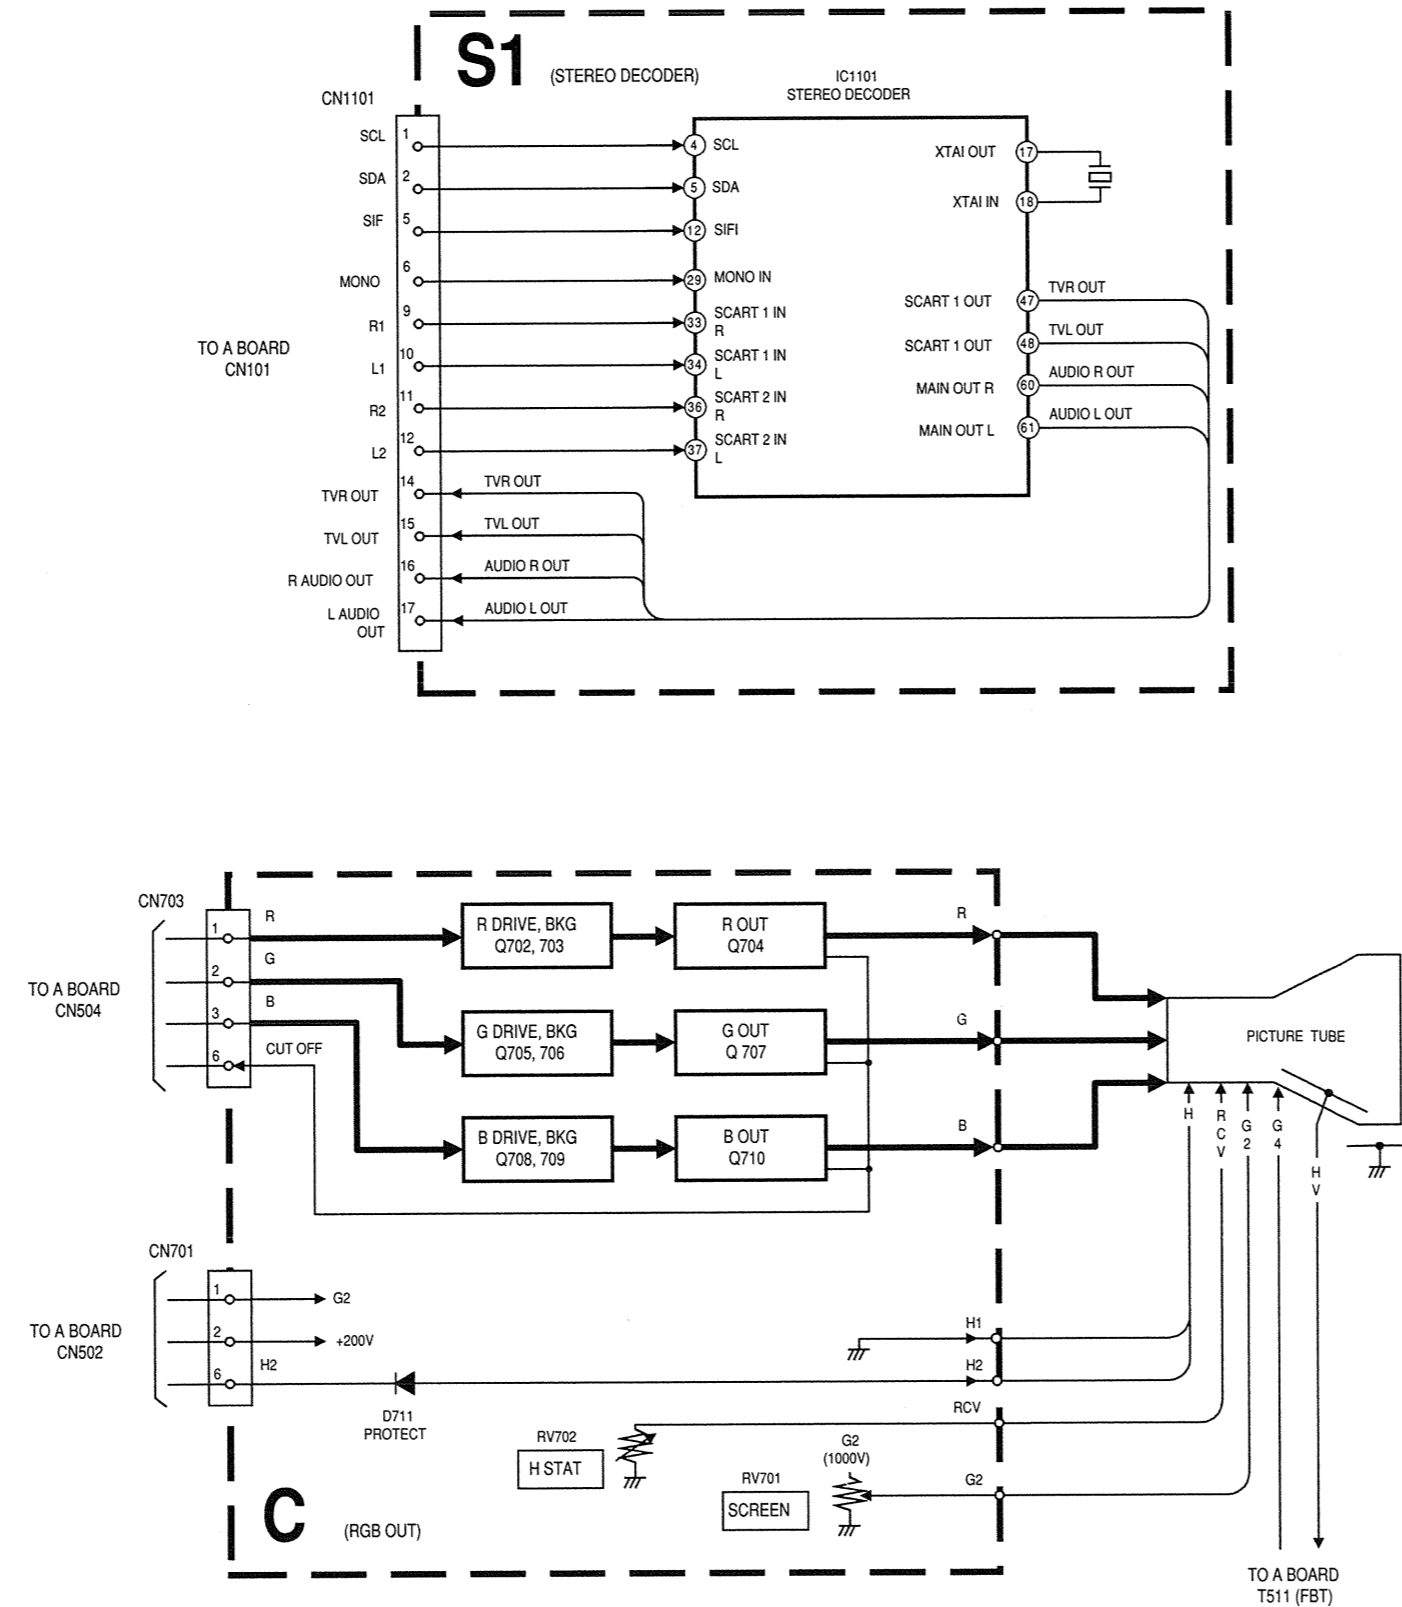 S1 (STEREO DECODER)
IC1101
STEREO DECODER
CN1101
SCL 1
4 SCL
XTAI OUT 17
SDA 2
5 SDA
XTAI IN 18
SIF 5
12 SIFI
MONO 6
29 MONO IN
SCART 1 OUT 47 TVR OUT
R1 9
33 SCART 1 IN
R
SCART 1 OUT 48 TVL OUT
TO A BOARD
CN101
L1 10
34 SCART 1 IN
L
MAIN OUT R 60 AUDIO R OUT
R2 11
36 SCART 2 IN
R
MAIN OUT L 61 AUDIO L OUT
L2 12
37 SCART 2 IN
L
TVR OUT 14 TVR OUT
TVL OUT 15 TVL OUT
R AUDIO OUT 16 AUDIO R OUT
L AUDIO
OUT
17 AUDIO L OUT
CN703
1 R
R DRIVE, BKG
Q702, 703
R OUT
Q704
R
2 G
TO A BOARD
CN504
3 B
G DRIVE, BKG
Q705, 706
G OUT
Q 707
G
PICTURE TUBE
6 CUT OFF
B DRIVE, BKG
Q708, 709
B OUT
Q710
B
H
RCV
G2
G4
HV
CN701
1 G2
TO A BOARD
CN502
2 +200V
H1
6 H2
H2
D711
PROTECT
RCV
RV702
H STAT
G2
(1000V)
RV701
SCREEN
G2
C (RGB OUT)
TO A BOARD
T511 (FBT)